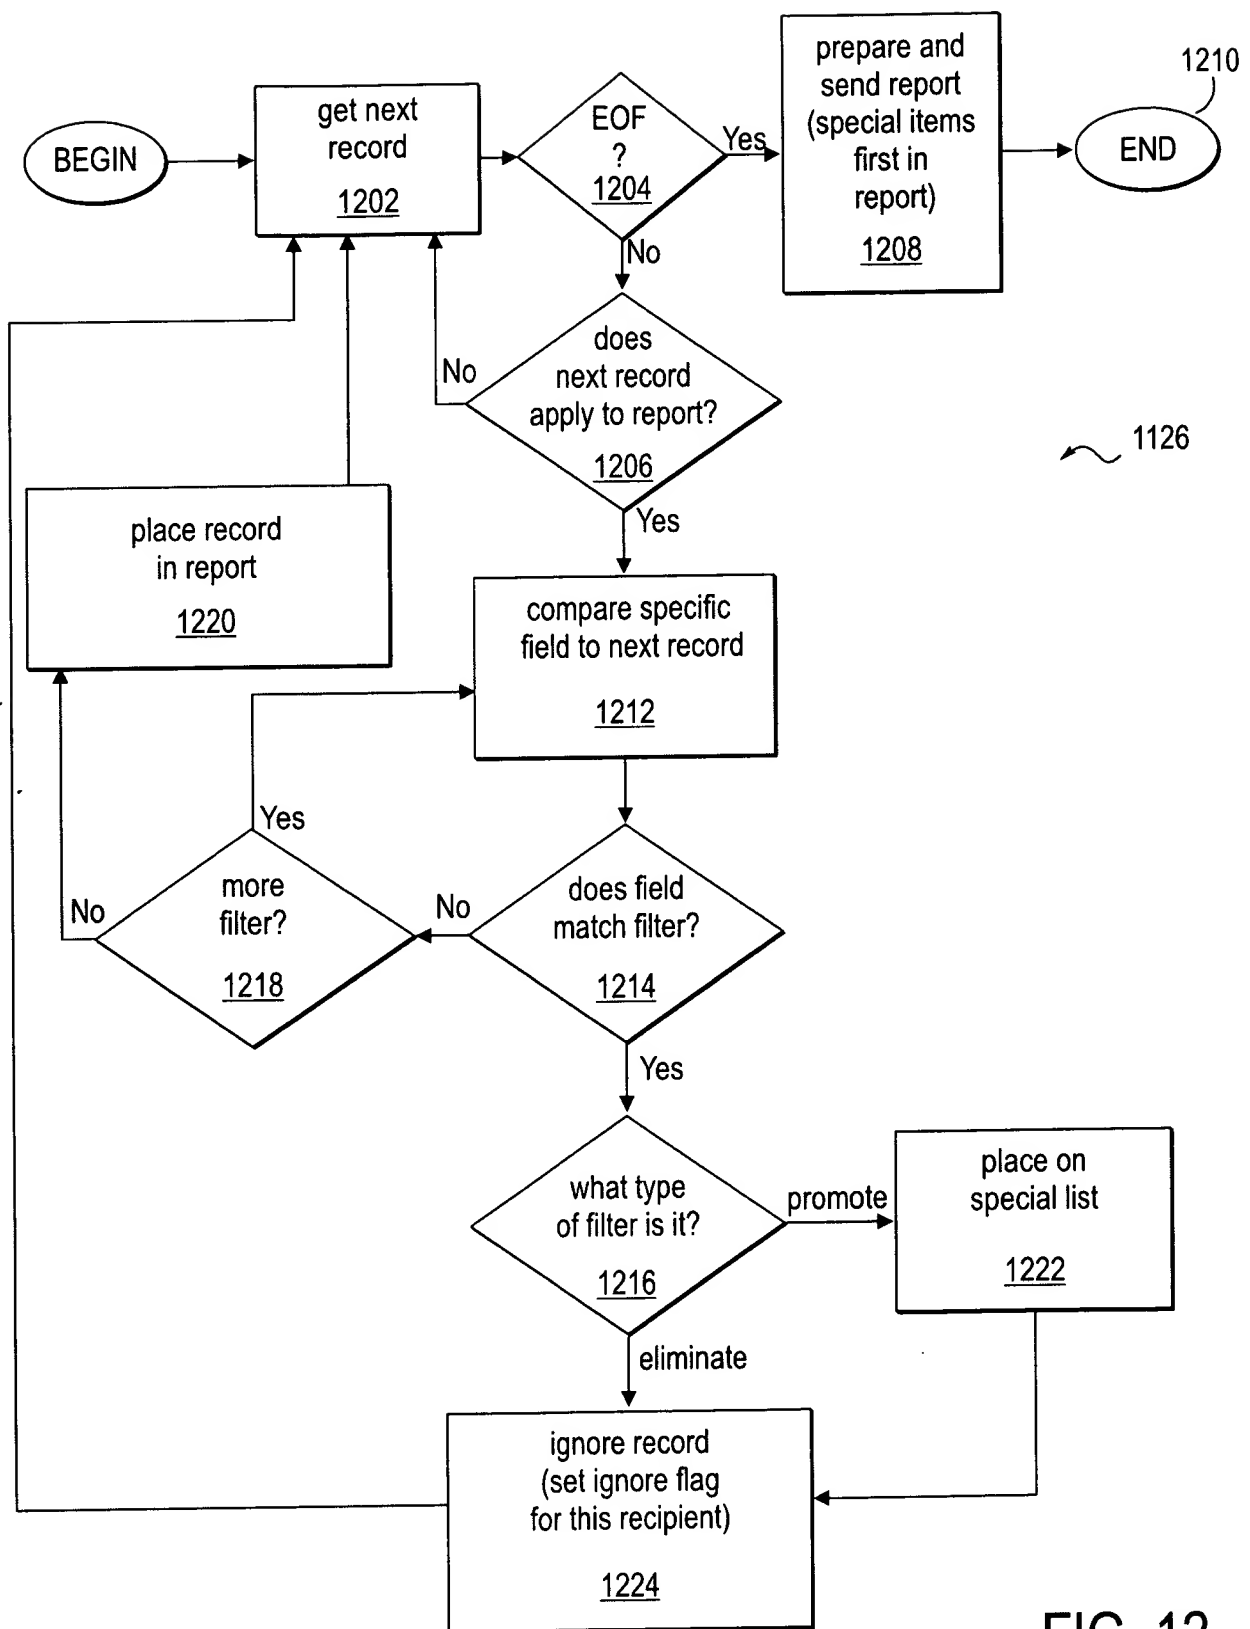 BEGIN
get next
record
1202
EOF
?
1204
Yes
prepare and
send report
(special items
first in
report)
1208
1210
END
No
does
next record
apply to report?
1206
No
1126
Yes
place record
in report
1220
compare specific
field to next record
1212
Yes
more
filter?
1218
No
No
does field
match filter?
1214
Yes
what type
of filter is it?
1216
promote
place on
special list
1222
eliminate
ignore record
(set ignore flag
for this recipient)
1224
FIG. 12